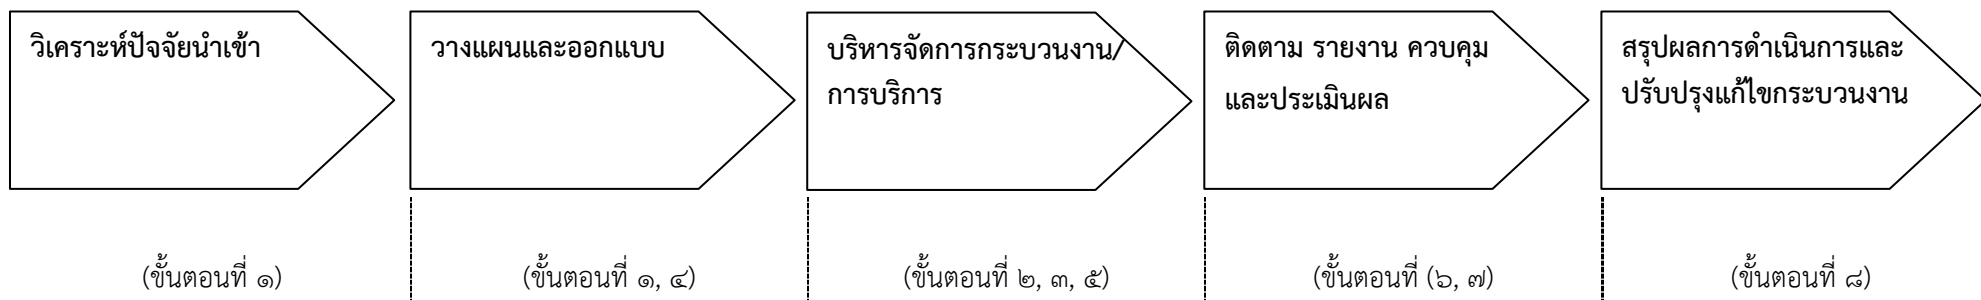 วิเคราะห์ปัจจัยนำเข้า
วางแผนและออกแบบ
บริหารจัดการกระบวนงาน/
การบริการ
ติดตาม รายงาน ควบคุม
และประเมินผล
สรุปผลการดำเนินการและ
ปรับปรุงแก้ไขกระบวนงาน
(ขั้นตอนที่ ๑)
(ขั้นตอนที่ ๑, ๔)
(ขั้นตอนที่ ๒, ๓, ๕)
(ขั้นตอนที่ (๖, ๗)
(ขั้นตอนที่ ๘)